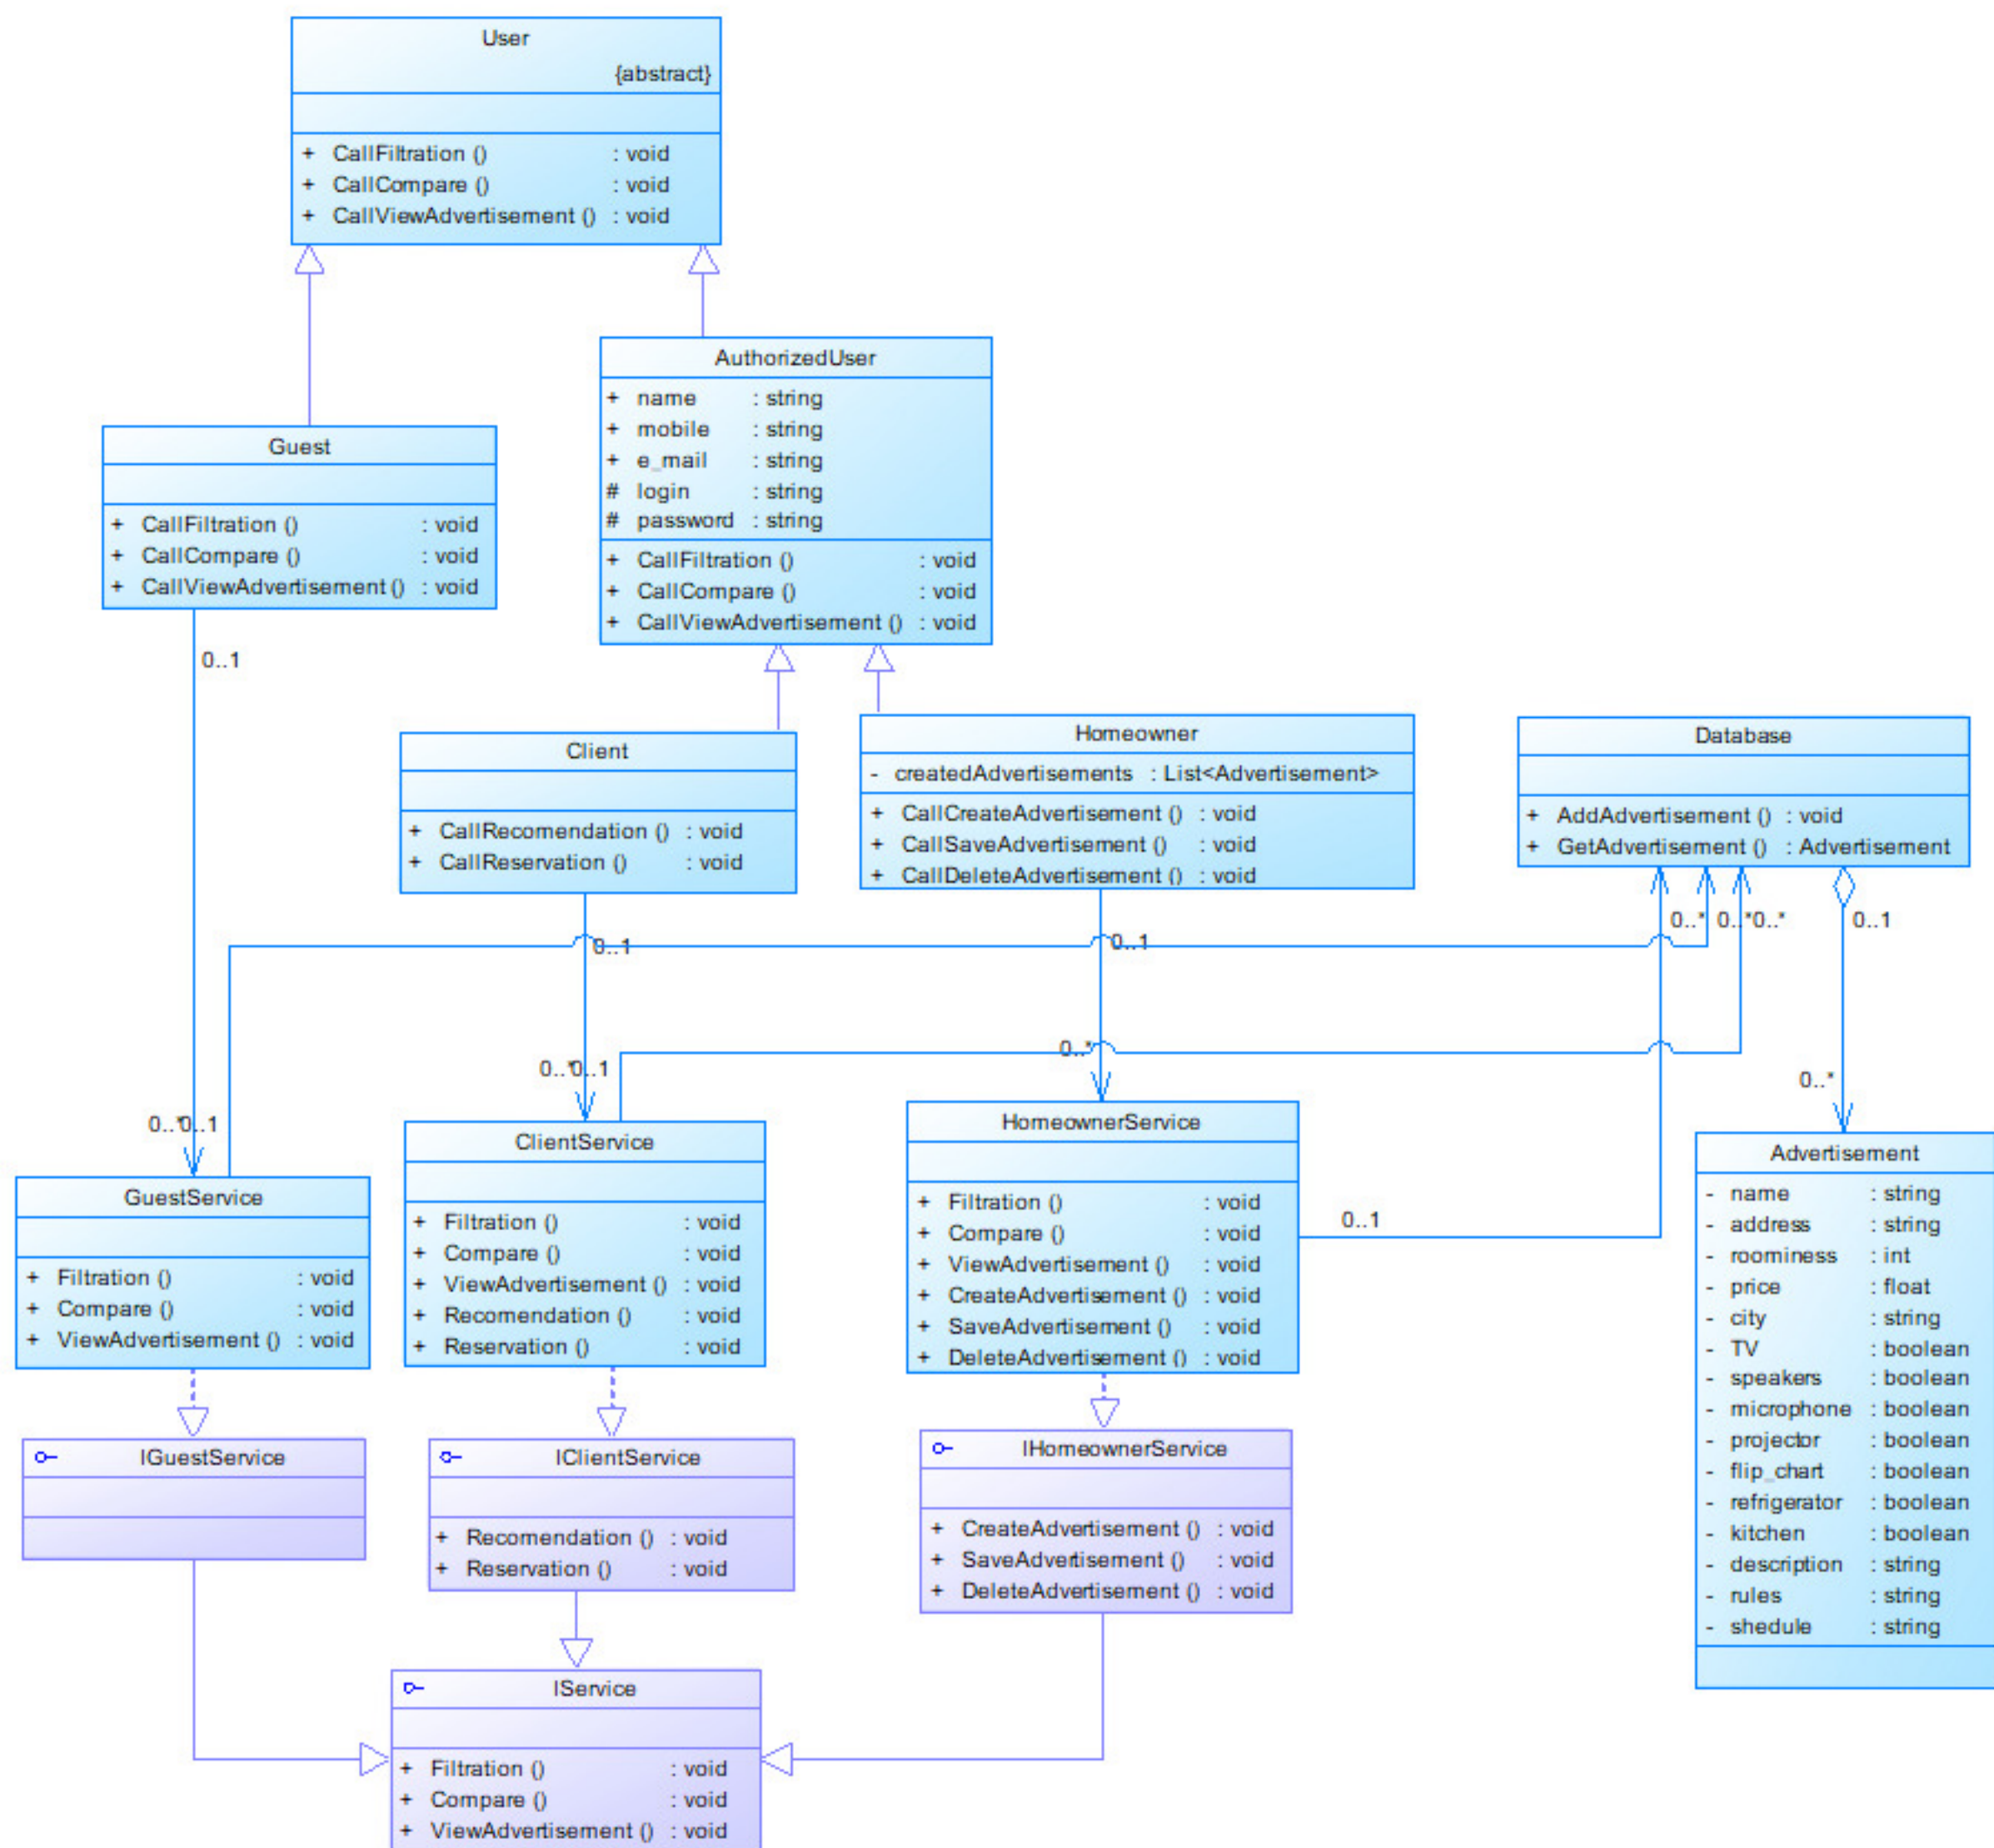 User
{abstract}
+ CallFiltration () : void
+ CallCompare () : void
+ CallViewAdvertisement () : void
AuthorizedUser
+ name : string
+ mobile : string
+ e_mail : string
# login : string
# password : string
+ CallFiltration () : void
+ CallCompare () : void
+ CallViewAdvertisement () : void
Guest
+ CallFiltration () : void
+ CallCompare () : void
+ CallViewAdvertisement () : void
0..1
Client
+ CallRecomendation () : void
+ CallReservation () : void
Homeowner
- createdAdvertisements : List<Advertisement>
+ CallCreateAdvertisement () : void
+ CallSaveAdvertisement () : void
+ CallDeleteAdvertisement () : void
Database
+ AddAdvertisement () : void
+ GetAdvertisement () : Advertisement
0..* 0..* 0..* 0..1
0..1
0..1
0..* 0..1
0..*
0..*
0..* 0..1
GuestService
+ Filtration () : void
+ Compare () : void
+ ViewAdvertisement () : void
ClientService
+ Filtration () : void
+ Compare () : void
+ ViewAdvertisement () : void
+ Recomendation () : void
+ Reservation () : void
HomeownerService
+ Filtration () : void
+ Compare () : void
+ ViewAdvertisement () : void
+ CreateAdvertisement () : void
+ SaveAdvertisement () : void
+ DeleteAdvertisement () : void
0..1
Advertisement
- name : string
- address : string
- roominess : int
- price : float
- city : string
- TV : boolean
- speakers : boolean
- microphone : boolean
- projector : boolean
- flip_chart : boolean
- refrigerator : boolean
- kitchen : boolean
- description : string
- rules : string
- shedule : string
IGuestService
IClientService
+ Recomendation () : void
+ Reservation () : void
IHomeownerService
+ CreateAdvertisement () : void
+ SaveAdvertisement () : void
+ DeleteAdvertisement () : void
IService
+ Filtration () : void
+ Compare () : void
+ ViewAdvertisement () : void